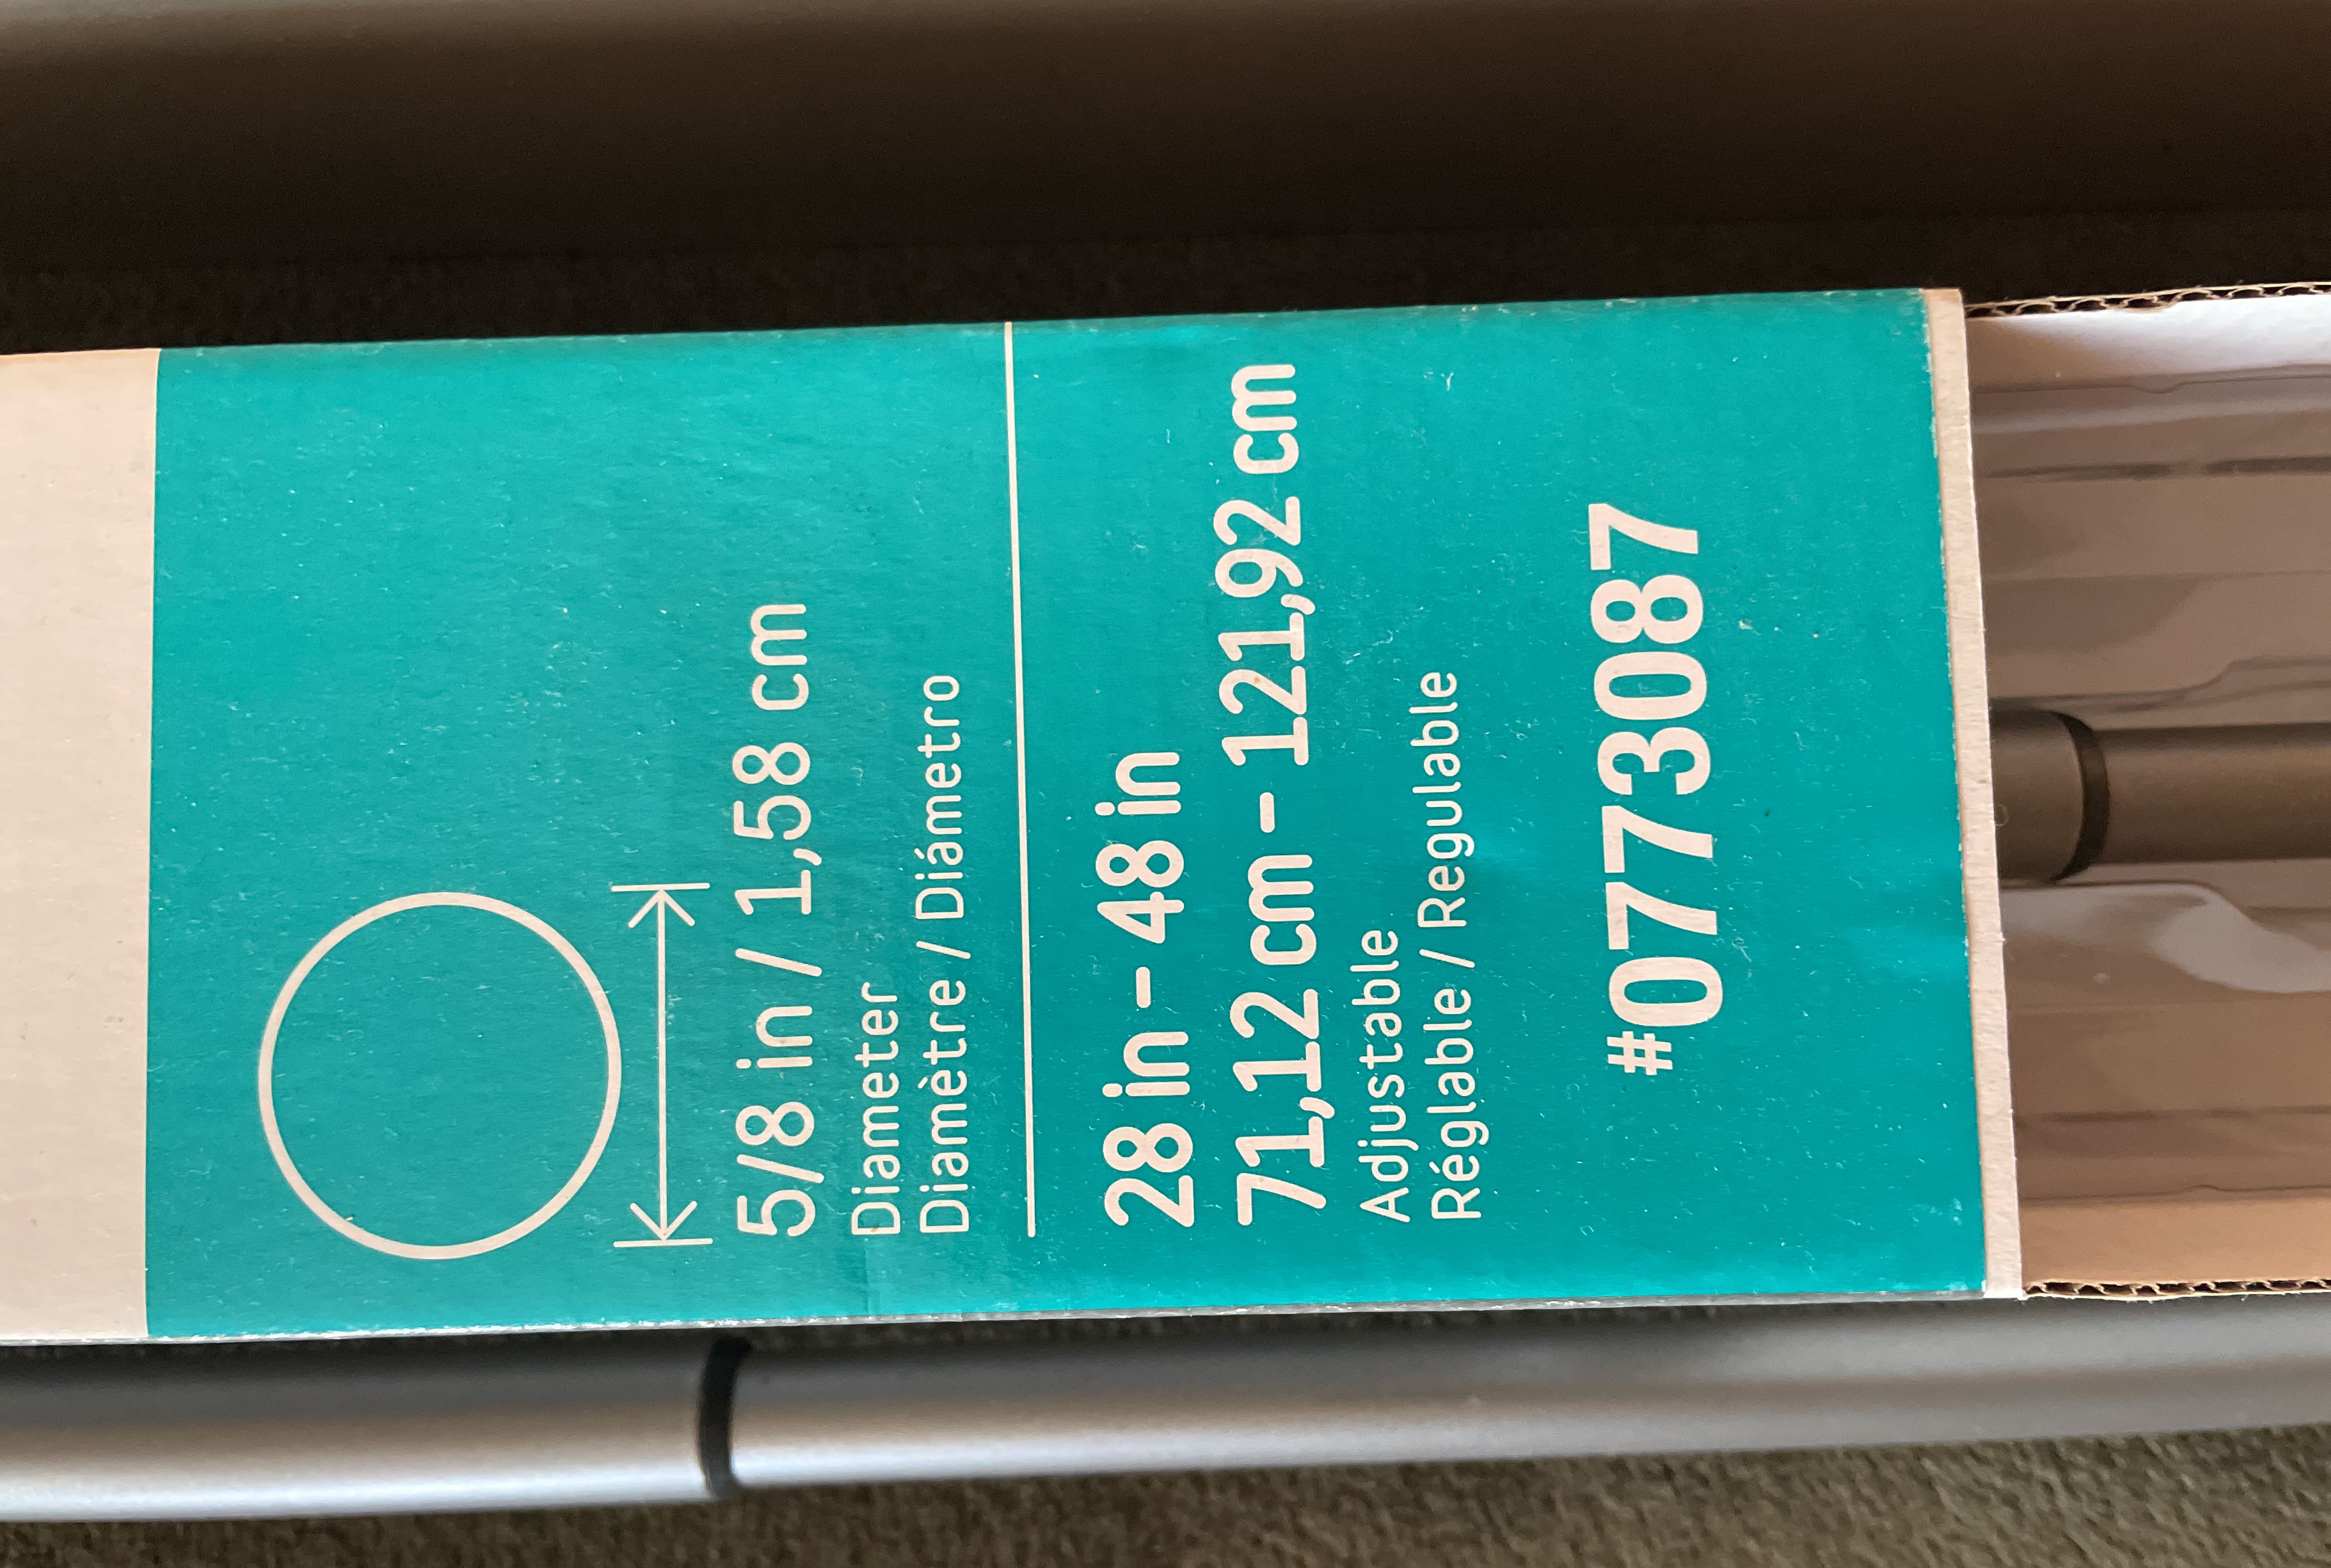 5/8 in / 1,58 cm
Diameter
Diamètre / Diámetro
28 in - 48 in
71,12 cm - 121,92 cm
Adjustable
Réglable / Regulable
#0773087